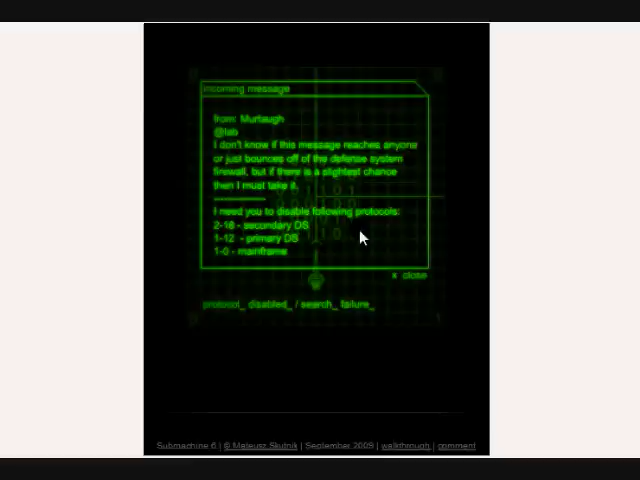 incoming message
from: Murtaugh
@lab
I don't know if this message reaches anyone
or just bounces off of the defense system
firewall, but if there is a slightest chance
then I must take it.
I need you to disable following protocols:
2-16 - secondary DS
1-12 - primary DS
1-0 - mainframe
x close
protocol_ disabled_ / search_ failure_
Submachine 6 | © Mateusz Skutnik | September 2009 | walkthrough | comment